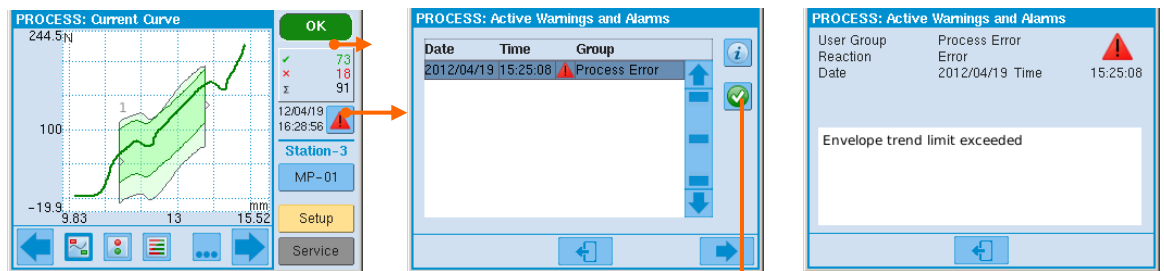 PROCESS: Current Curve
244.5
N
1
100
-19.9
mm
9.83
13
15.52
OK
✓ 73
× 18
Σ 91
12/04/19
16:28:56
Station-3
MP-01
Setup
Service
PROCESS: Active Warnings and Alarms
Date Time Group
2012/04/19 15:25:08 Process Error
PROCESS: Active Warnings and Alarms
User Group Process Error
Reaction Error
Date 2012/04/19 Time 15:25:08
Envelope trend limit exceeded